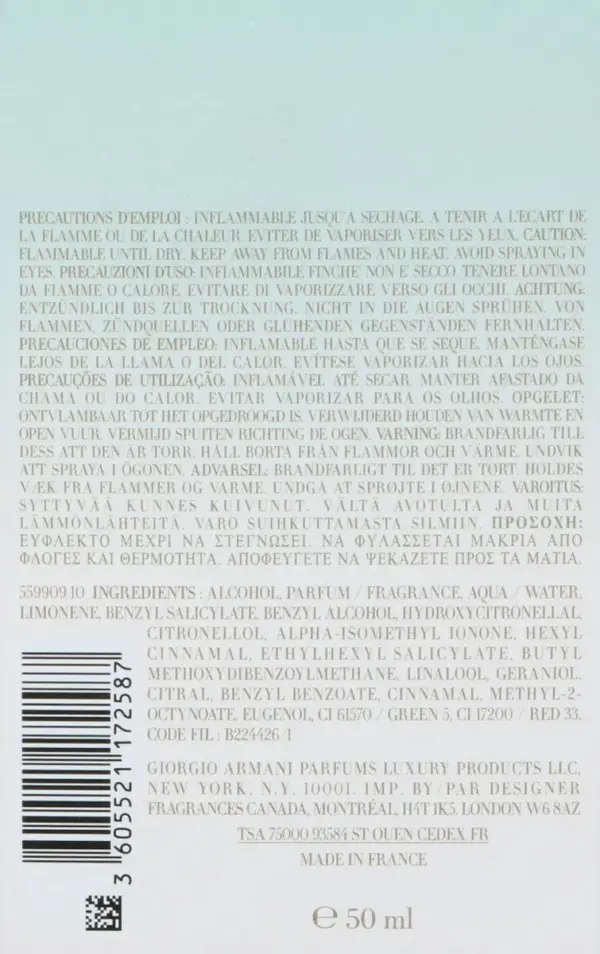 PRECAUTIONS D'EMPLOI : INFLAMMABLE JUSQU'A SECHAGE. A TENIR A L'ECART DE
LA FLAMME OU DE LA CHALEUR. EVITER DE VAPORISER VERS LES YEUX. CAUTION:
FLAMMABLE UNTIL DRY. KEEP AWAY FROM FLAMES AND HEAT. AVOID SPRAYING IN
EYES. PRECAUZIONI D'USO: INFIAMMABILE FINCHE' NON E' SECCO. TENERE LONTANO
DA FIAMME O CALORE. EVITARE DI VAPORIZZARE VERSO GLI OCCHI. ACHTUNG:
ENTZÜNDLICH BIS ZUR TROCKNUNG. NICHT IN DIE AUGEN SPRÜHEN. VON
FLAMMEN, ZÜNDQUELLEN ODER GLÜHENDEN GEGENSTÄNDEN FERNHALTEN.
PRECAUCIONES DE EMPLEO: INFLAMABLE HASTA QUE SE SEQUE. MANTÉNGASE
LEJOS DE LA LLAMA O DEL CALOR. EVÍTESE VAPORIZAR HACIA LOS OJOS.
PRECAUÇÕES DE UTILIZAÇÃO: INFLAMÁVEL ATÉ SECAR. MANTER AFASTADO DA
CHAMA OU DO CALOR. EVITAR VAPORIZAR PARA OS OLHOS. OPGELET:
ONTVLAMBAAR TOT HET OPGEDROOGD IS. VERWIJDERD HOUDEN VAN WARMTE EN
OPEN VUUR. VERMIJD SPUITEN RICHTING DE OGEN. VARNING: BRANDFARLIG TILL
DESS ATT DEN ÄR TORR. HÅLL BORTA FRÅN FLAMMOR OCH VÄRME. UNDVIK
ATT SPRAYA I ÖGONEN. ADVARSEL: BRANDFARLIGT TIL DET ER TØRT. HOLDES
VÆK FRA FLAMMER OG VARME. UNDGÅ AT SPRØJTE I ØJNENE. VAROITUS:
SYTTYVÄÄ KUNNES KUIVUNUT. VÄLTÄ AVOTULTA JA MUITA
LÄMMÖNLÄHTEITÄ. VARO SUIHKUTTAMASTA SILMIIN. ΠΡΟΣΟΧΗ:
ΕΥΦΛΕΚΤΟ ΜΕΧΡΙ ΝΑ ΣΤΕΓΝΩΣΕΙ. ΝΑ ΦΥΛΑΣΣΕΤΑΙ ΜΑΚΡΙΑ ΑΠΟ
ΦΛΟΓΕΣ ΚΑΙ ΘΕΡΜΟΤΗΤΑ. ΑΠΟΦΕΥΓΕΤΕ ΝΑ ΨΕΚΑΖΕΤΕ ΠΡΟΣ ΤΑ ΜΑΤΙΑ.
559909 10 INGREDIENTS : ALCOHOL, PARFUM / FRAGRANCE, AQUA / WATER,
LIMONENE, BENZYL SALICYLATE, BENZYL ALCOHOL, HYDROXYCITRONELLAL,
CITRONELLOL, ALPHA-ISOMETHYL IONONE, HEXYL
CINNAMAL, ETHYLHEXYL SALICYLATE, BUTYL
METHOXYDIBENZOYLMETHANE, LINALOOL, GERANIOL,
CITRAL, BENZYL BENZOATE, CINNAMAL, METHYL-2-
OCTYNOATE, EUGENOL, CI 61570 / GREEN 5, CI 17200 / RED 33.
CODE FIL : B224426/1
GIORGIO ARMANI PARFUMS LUXURY PRODUCTS LLC,
NEW YORK, N.Y. 10001. IMP. BY/PAR DESIGNER
FRAGRANCES CANADA, MONTRÉAL, H4T 1K5. LONDON W6 8AZ
TSA 75000 93584 ST OUEN CEDEX FR
MADE IN FRANCE
3 605521 172587
℮ 50 ml